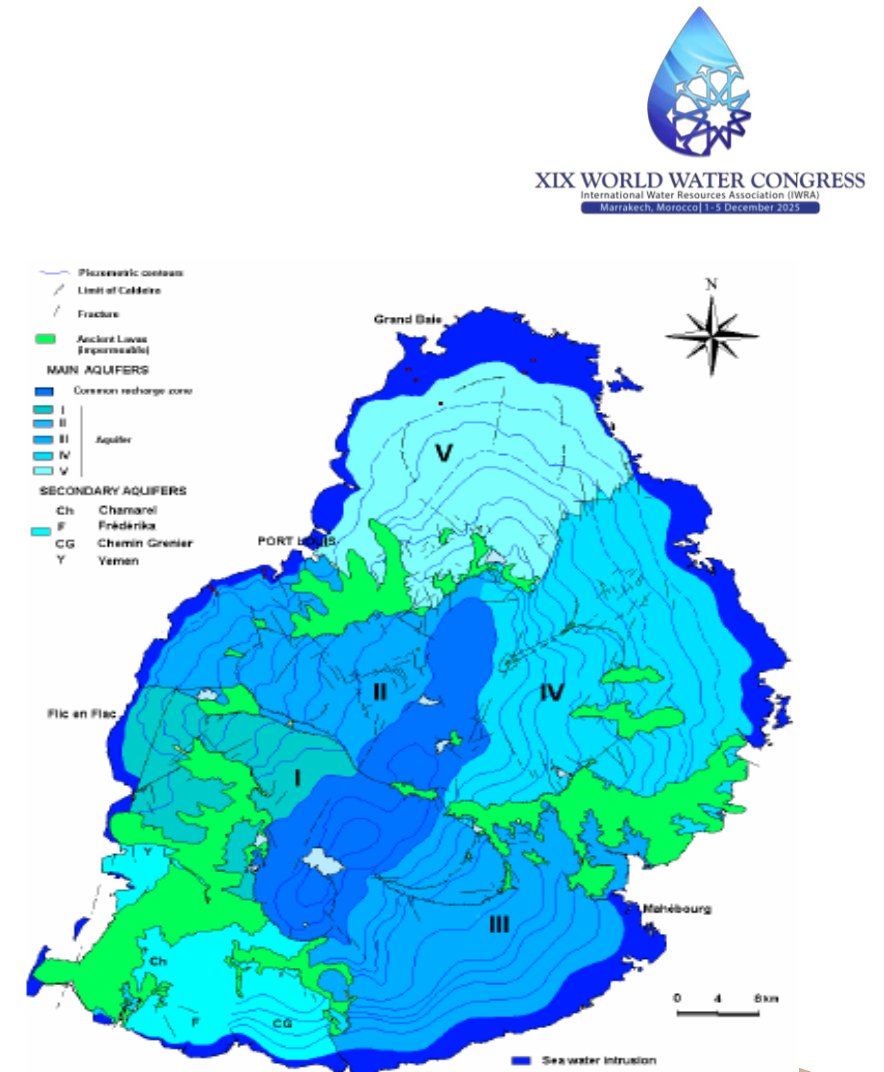 XIX WORLD WATER CONGRESS
International Water Resources Association (IWRA)
Marrakech, Morocco| 1-5 December 2025
Piezometric contours
Limit of Caldeira
Fracture
Ancient Lavas
(Impermeable)
MAIN AQUIFERS
Common recharge zone
I
II
III Aquifer
IV
V
SECONDARY AQUIFERS
Ch Chamarel
F Frédérika
CG Chemin Grenier
Y Yemen
N
Grand Baie
V
PORT LOUIS
II
IV
Flic en Flac
I
Y
Mahébourg
III
Ch
F
CG
0 4 8km
Sea water intrusion